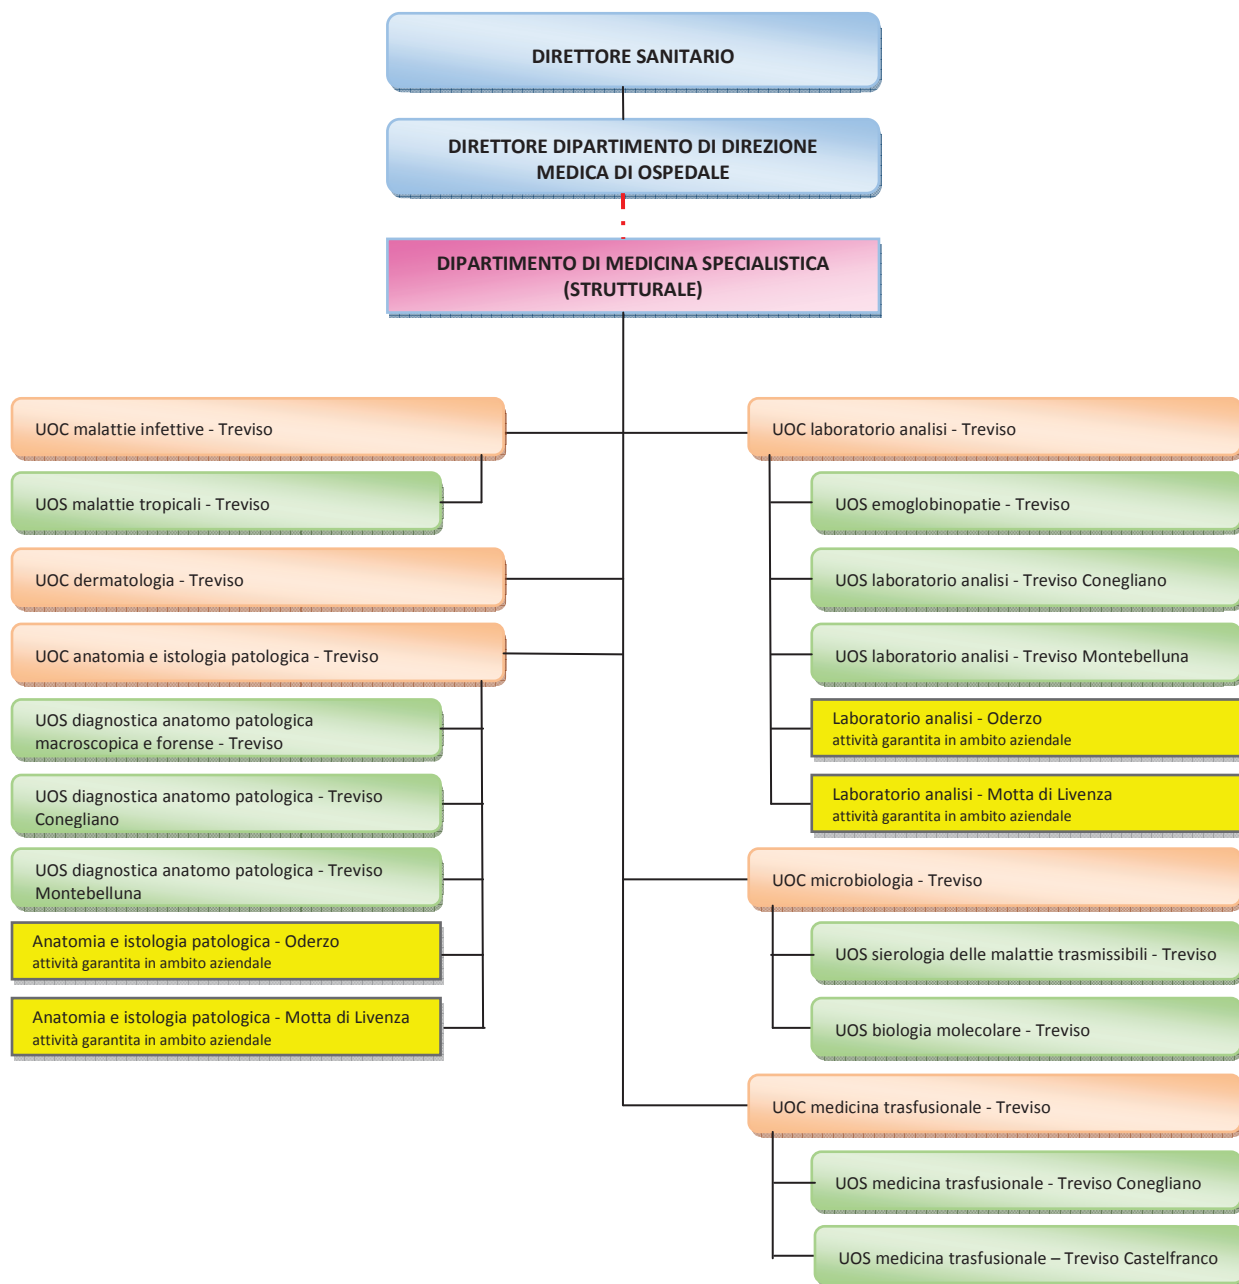 DIRETTORE SANITARIO
DIRETTORE DIPARTIMENTO DI DIREZIONE
MEDICA DI OSPEDALE
DIPARTIMENTO DI MEDICINA SPECIALISTICA
(STRUTTURALE)
UOC malattie infettive - Treviso
UOS malattie tropicali - Treviso
UOC dermatologia - Treviso
UOC anatomia e istologia patologica - Treviso
UOS diagnostica anatomo patologica
macroscopica e forense - Treviso
UOS diagnostica anatomo patologica - Treviso
Conegliano
UOS diagnostica anatomo patologica - Treviso
Montebelluna
Anatomia e istologia patologica - Oderzo
attività garantita in ambito aziendale
Anatomia e istologia patologica - Motta di Livenza
attività garantita in ambito aziendale
UOC laboratorio analisi - Treviso
UOS emoglobinopatie - Treviso
UOS laboratorio analisi - Treviso Conegliano
UOS laboratorio analisi - Treviso Montebelluna
Laboratorio analisi - Oderzo
attività garantita in ambito aziendale
Laboratorio analisi - Motta di Livenza
attività garantita in ambito aziendale
UOC microbiologia - Treviso
UOS sierologia delle malattie trasmissibili - Treviso
UOS biologia molecolare - Treviso
UOC medicina trasfusionale - Treviso
UOS medicina trasfusionale - Treviso Conegliano
UOS medicina trasfusionale – Treviso Castelfranco